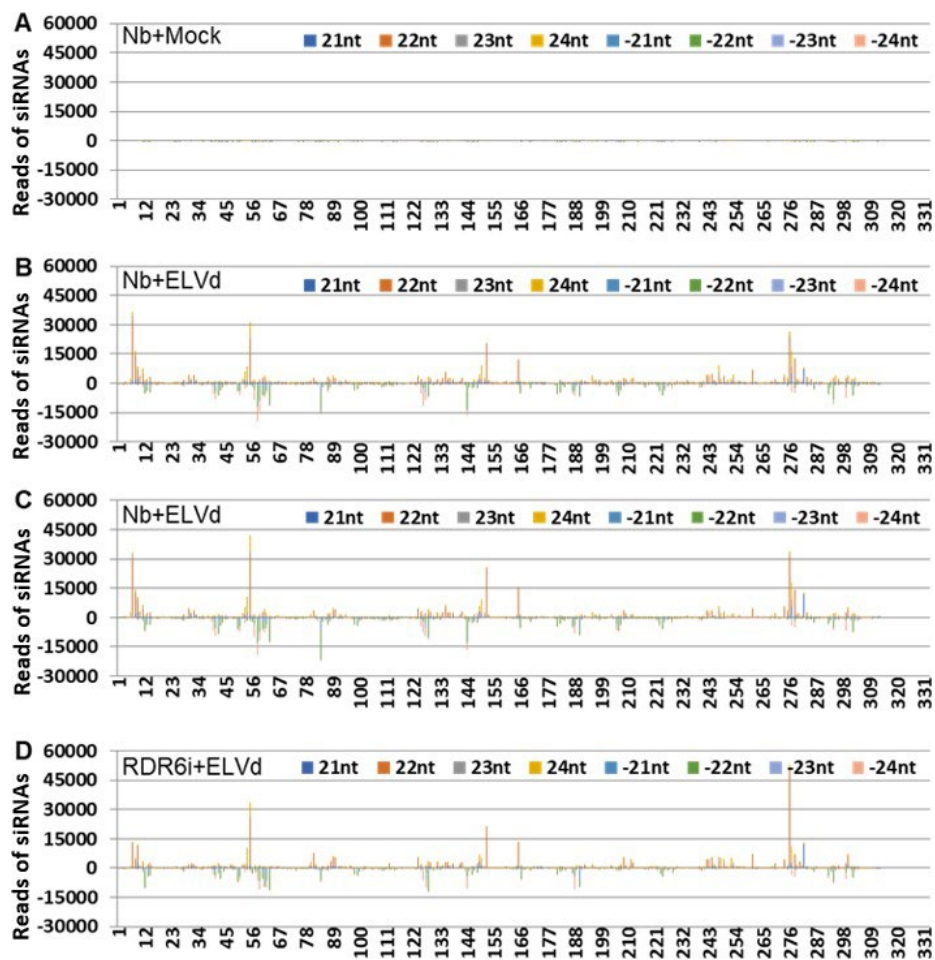 A
Nb+Mock
21nt 22nt 23nt 24nt -21nt -22nt -23nt -24nt
Reads of siRNAs
60000
45000
30000
15000
0
-15000
-30000
1 12 23 34 45 56 67 78 89 100 111 122 133 144 155 166 177 188 199 210 221 232 243 254 265 276 287 298 309 320 331
B
Nb+ELVd
21nt 22nt 23nt 24nt -21nt -22nt -23nt -24nt
Reads of siRNAs
60000
45000
30000
15000
0
-15000
-30000
1 12 23 34 45 56 67 78 89 100 111 122 133 144 155 166 177 188 199 210 221 232 243 254 265 276 287 298 309 320 331
C
Nb+ELVd
21nt 22nt 23nt 24nt -21nt -22nt -23nt -24nt
Reads of siRNAs
60000
45000
30000
15000
0
-15000
-30000
1 12 23 34 45 56 67 78 89 100 111 122 133 144 155 166 177 188 199 210 221 232 243 254 265 276 287 298 309 320 331
D
RDR6i+ELVd
21nt 22nt 23nt 24nt -21nt -22nt -23nt -24nt
Reads of siRNAs
60000
45000
30000
15000
0
-15000
-30000
1 12 23 34 45 56 67 78 89 100 111 122 133 144 155 166 177 188 199 210 221 232 243 254 265 276 287 298 309 320 331